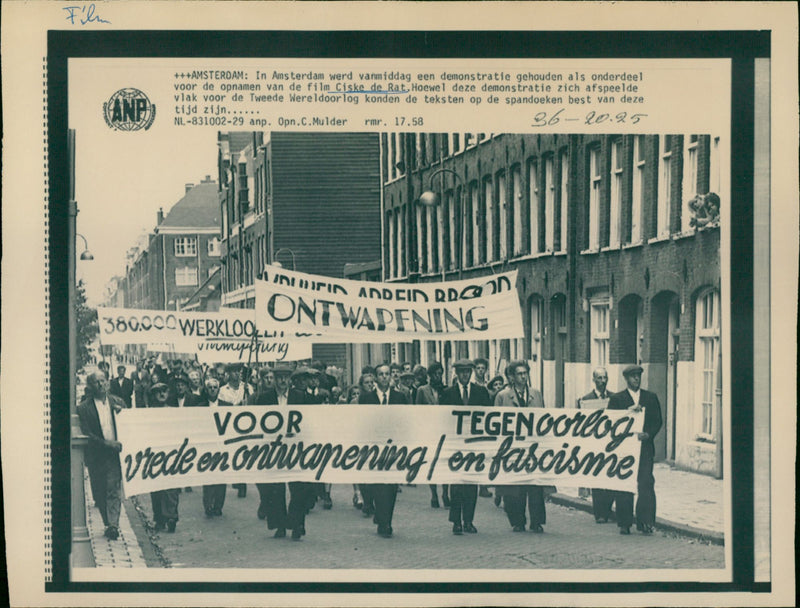 Film
+++AMSTERDAM: In Amsterdam werd vanmiddag een demonstratie gehouden als onderdeel
voor de opnamen van de film Ciske de Rat.Hoewel deze demonstratie zich afspeelde
vlak voor de Tweede Wereldoorlog konden de teksten op de spandoeken best van deze
tijd zijn......
NL-831002-29 anp. Opn.C.Mulder rmr. 17.58
36-20.25
ANP
VRIJHEID ARBEID BROOD
ONTWAPENING
380.000 WERKLOZEN
VOOR TEGEN oorlog
vrede en ontwapening / en fascisme